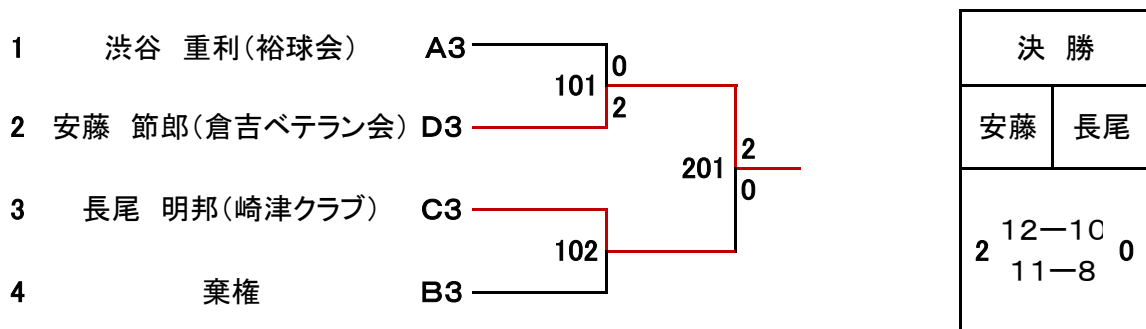 1 渋谷 重利(裕球会) A3
0
101
2
2 安藤 節郎(倉吉ベテラン会) D3
2
201
0
3 長尾 明邦(崎津クラブ) C3
102
4 棄権 B3
決 勝
安藤 長尾
2 12-10 0
11-8